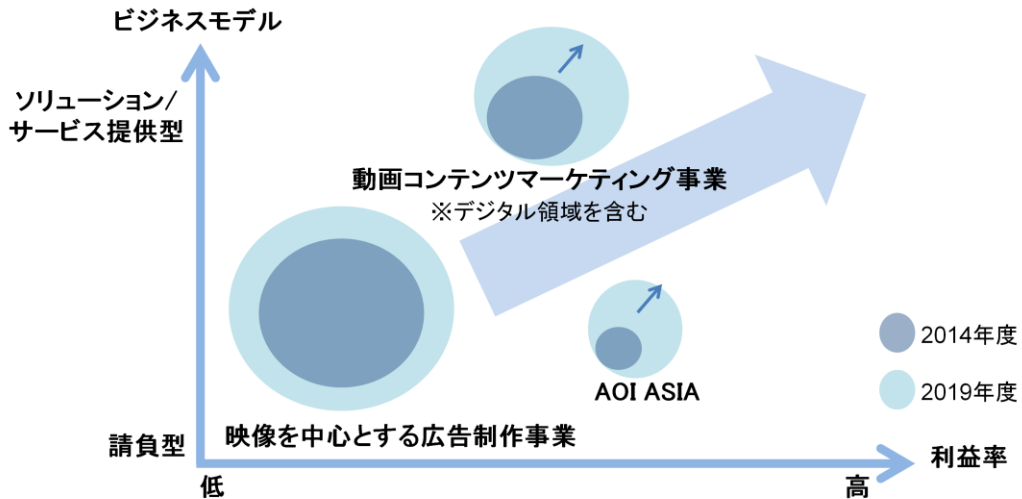 ビジネスモデル
ソリューション/
サービス提供型
動画コンテンツマーケティング事業
※デジタル領域を含む
2014年度
AOI ASIA
2019年度
請負型
映像を中心とする広告制作事業
利益率
低
高